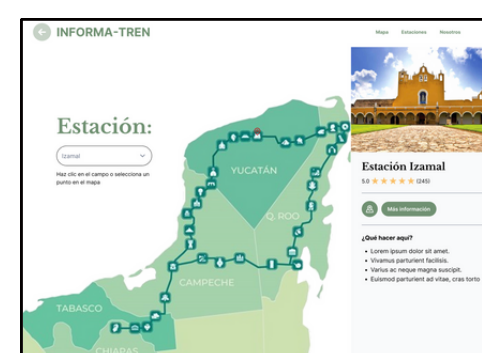 INFORMA-TREN
Mapa Estaciones Nosotros
Estación:
Izamal
Haz clic en el campo o selecciona un
punto en el mapa
YUCATÁN
Q. ROO
CAMPECHE
TABASCO
CHIAPAS
Estación Izamal
5.0 (245)
Más información
¿Qué hacer aquí?
• Lorem ipsum dolor sit amet.
• Vivamus parturient facilisis.
• Varius ac neque magna suscipit.
• Euismod parturient ad vitae, cras torto